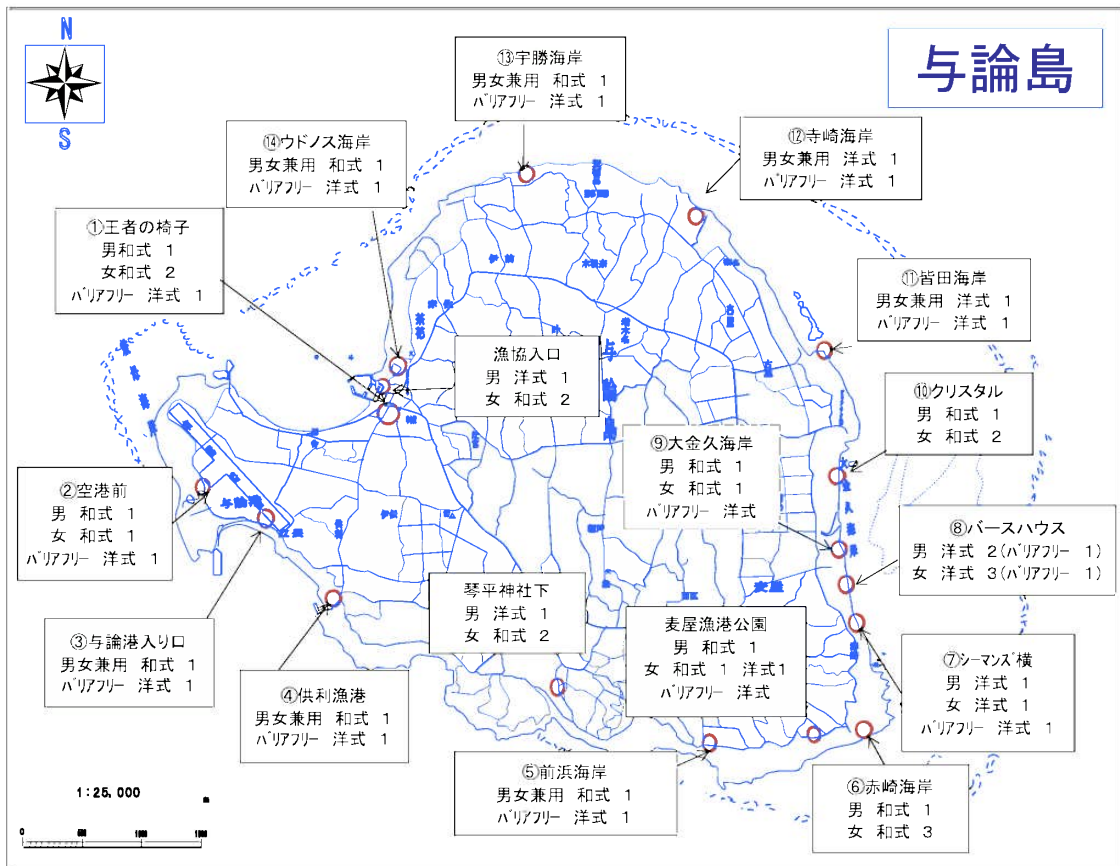 与論島
N
S
⑬宇勝海岸
男女兼用 和式 1
バリアフリー 洋式 1
⑭ウドノス海岸
男女兼用 和式 1
バリアフリー 洋式 1
⑫寺崎海岸
男女兼用 洋式 1
バリアフリー 洋式 1
①王者の椅子
男和式 1
女和式 2
バリアフリー 洋式 1
⑪皆田海岸
男女兼用 洋式 1
バリアフリー 洋式 1
漁協入口
男 洋式 1
女 和式 2
⑩クリスタル
男 和式 1
女 和式 2
⑨大金久海岸
男 和式 1
女 和式 1
バリアフリー 洋式
②空港前
男 和式 1
女 和式 1
バリアフリー 洋式 1
⑧バースハウス
男 洋式 2(バリアフリー 1)
女 洋式 3(バリアフリー 1)
琴平神社下
男 洋式 1
女 和式 2
麦屋漁港公園
男 和式 1
女 和式 1 洋式1
バリアフリー 洋式
③与論港入り口
男女兼用 和式 1
バリアフリー 洋式 1
④供利漁港
男女兼用 和式 1
バリアフリー 洋式 1
⑦シーマンズ横
男 洋式 1
女 洋式 1
バリアフリー 洋式 1
⑤前浜海岸
男女兼用 和式 1
バリアフリー 洋式 1
⑥赤崎海岸
男 和式 1
女 和式 3
与論島
与論港
麦屋
茶花
1:25,000
0 500 1000 1500